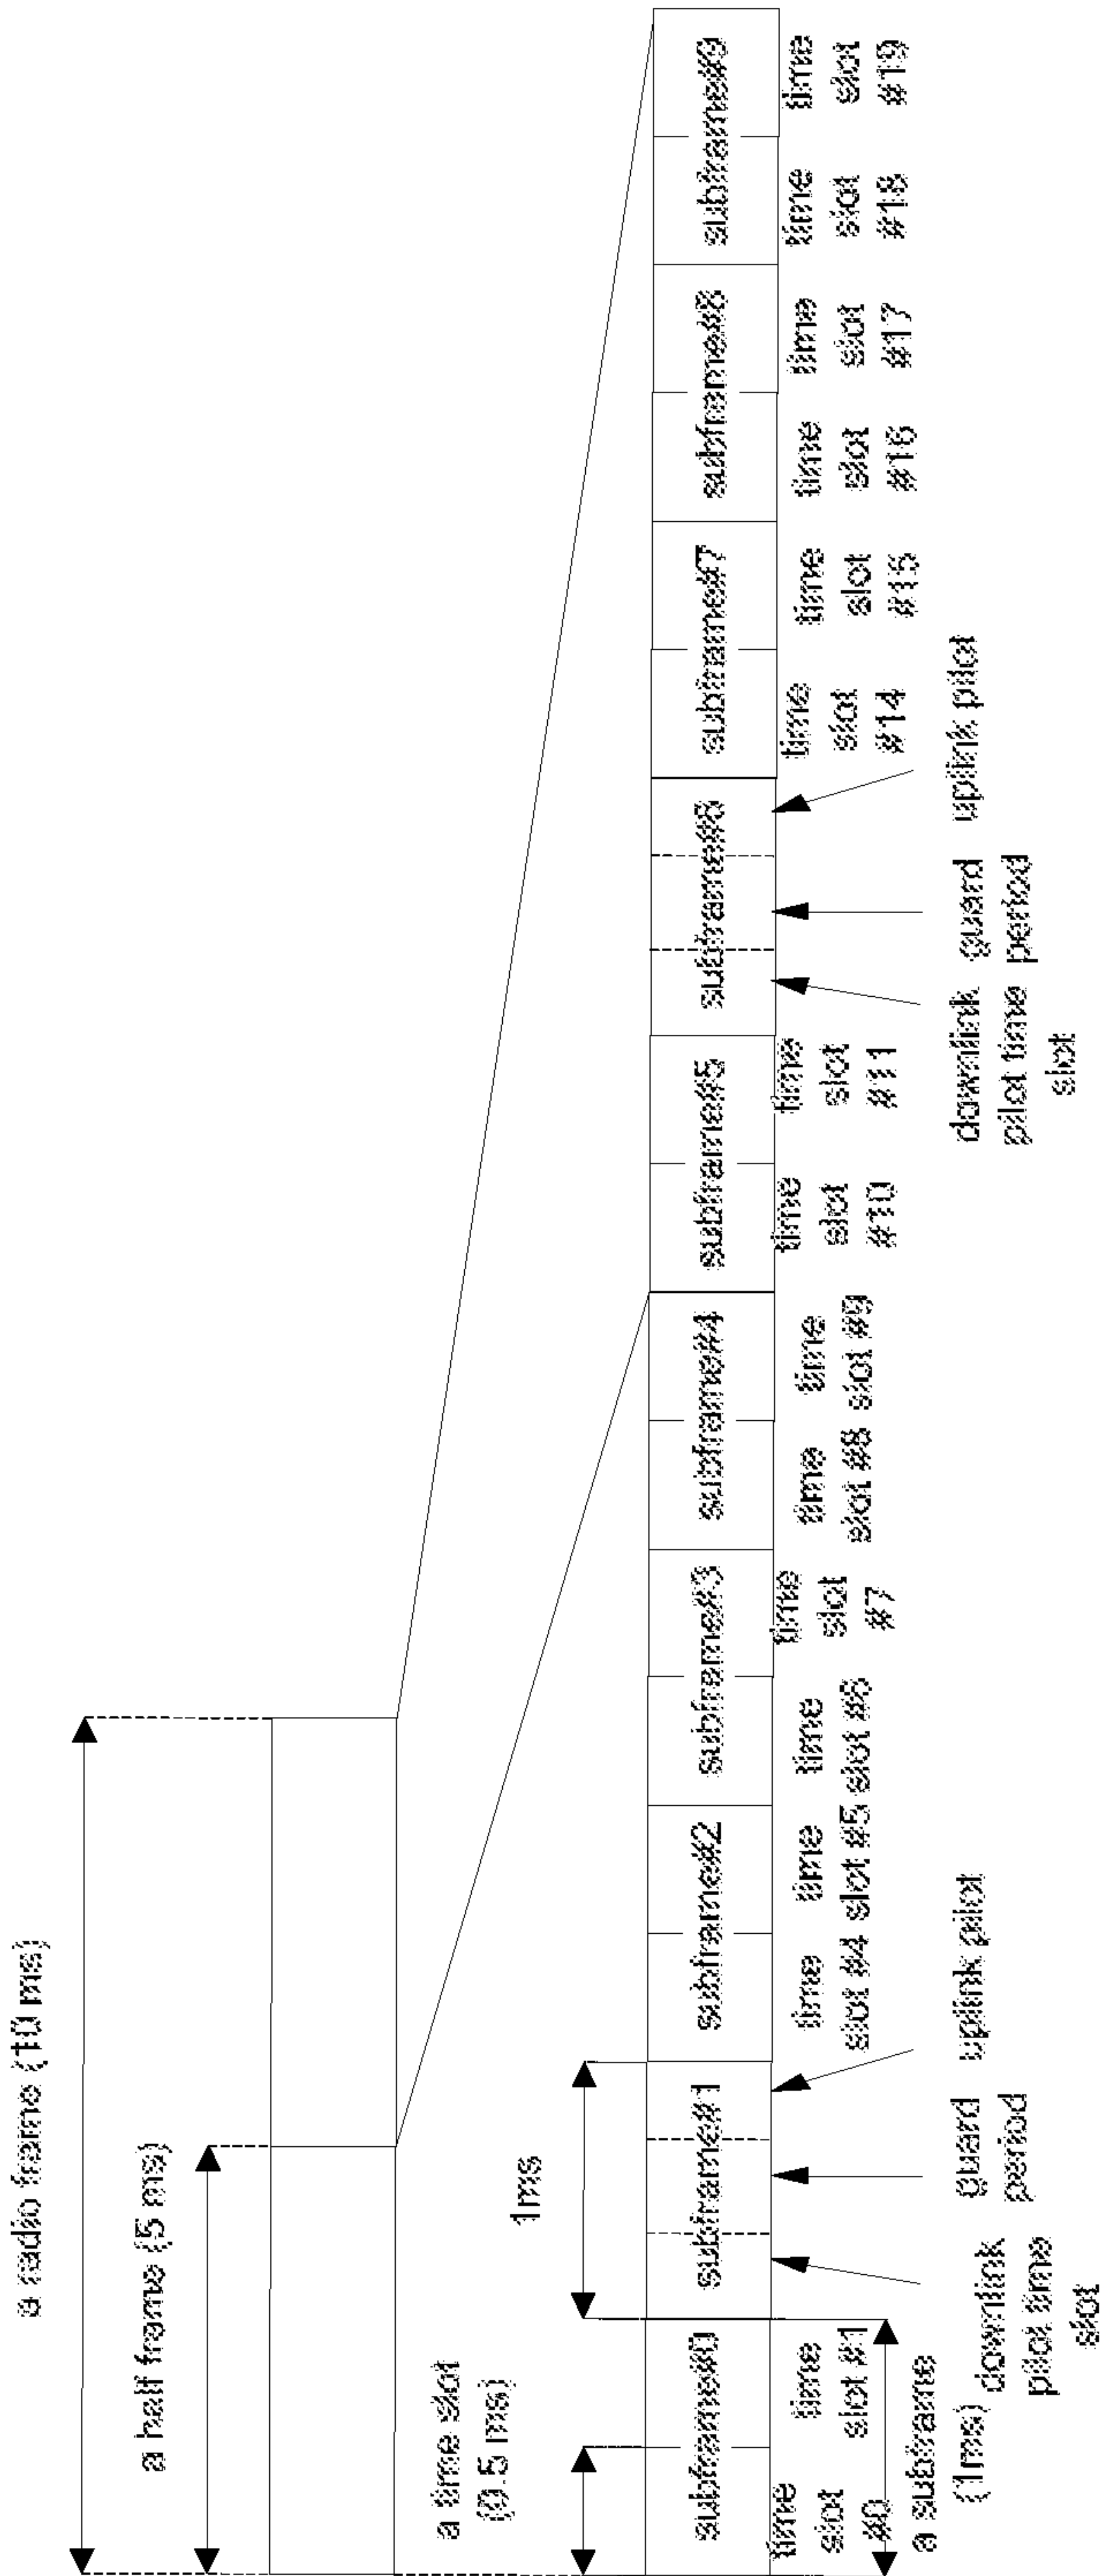 a radio frame (10 ms)
a half frame (5 ms)
a time slot
(0.5 ms)
1ms
subframe#0
subframe#1
subframe#2
subframe#3
subframe#4
subframe#5
subframe#6
subframe#7
subframe#8
subframe#9
time
slot
#0
time
slot #1
time
slot #4
time
slot #5
time
slot #6
time
slot
#7
time
slot #8
time
slot #9
time
slot
#10
time
slot
#11
time
slot
#14
time
slot
#15
time
slot
#16
time
slot
#17
time
slot
#18
time
slot
#19
a subframe
(1ms)
downlink
pilot time
slot
guard
period
uplink pilot
downlink
pilot time
slot
guard
period
uplink pilot